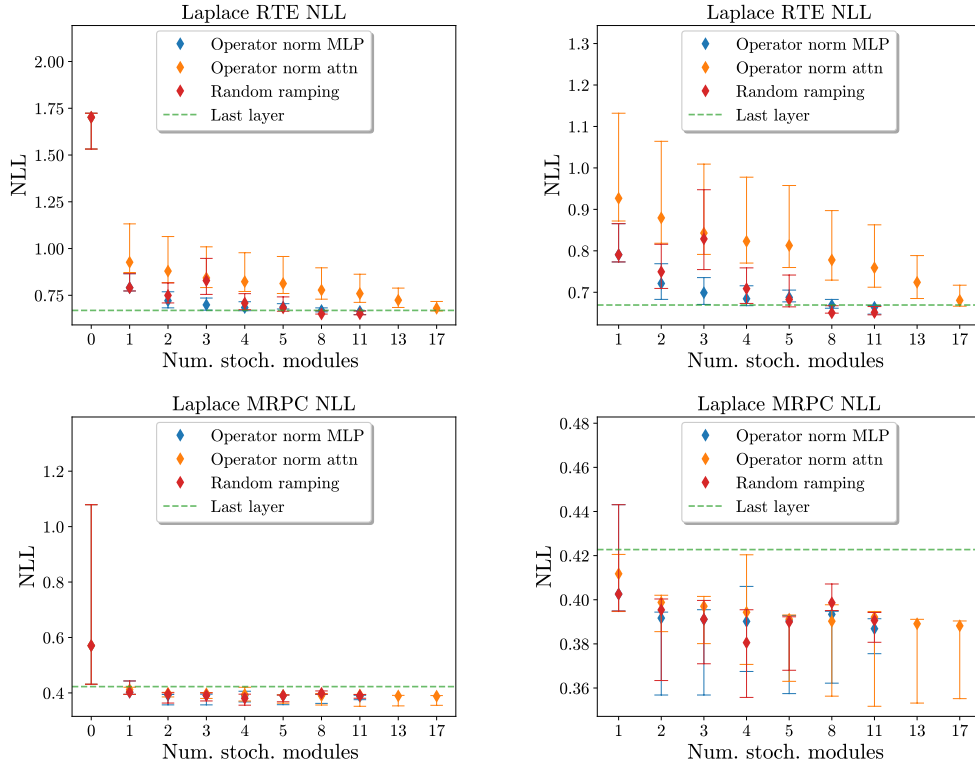 Laplace RTE NLL
NLL
2.00
1.75
1.50
1.25
1.00
0.75
Operator norm MLP
Operator norm attn
Random ramping
Last layer
0 1 2 3 4 5 8 11 13 17
Num. stoch. modules
Laplace RTE NLL
NLL
1.3
1.2
1.1
1.0
0.9
0.8
0.7
Operator norm MLP
Operator norm attn
Random ramping
Last layer
1 2 3 4 5 8 11 13 17
Num. stoch. modules
Laplace MRPC NLL
NLL
1.2
1.0
0.8
0.6
0.4
Operator norm MLP
Operator norm attn
Random ramping
Last layer
0 1 2 3 4 5 8 11 13 17
Num. stoch. modules
Laplace MRPC NLL
NLL
0.48
0.46
0.44
0.42
0.40
0.38
0.36
Operator norm MLP
Operator norm attn
Random ramping
Last layer
1 2 3 4 5 8 11 13 17
Num. stoch. modules